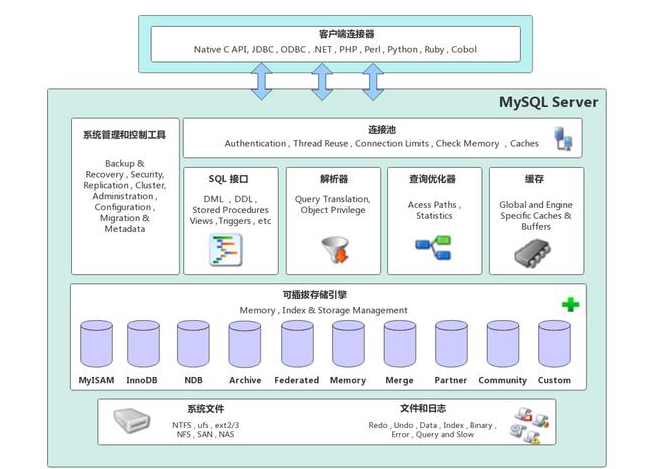 客户端连接器
Native C API, JDBC , ODBC , .NET , PHP , Perl , Python , Ruby , Cobol
MySQL Server
系统管理和控制工具
Backup &
Recovery , Security,
Replication , Cluster,
Administration ,
Configuration ,
Migration &
Metadata
连接池
Authentication , Thread Reuse , Connection Limits , Check Memory , Caches
SQL 接口
DML , DDL ,
Stored Procedures
Views ,Triggers , etc
解析器
Query Translation,
Object Privilege
查询优化器
Acess Paths ,
Statistics
缓存
Global and Engine
Specific Caches &
Buffers
可插拔存储引擎
Memory , Index & Storage Management
MyISAM
InnoDB
NDB
Archive
Federated
Memory
Merge
Partner
Community
Custom
系统文件
NTFS , ufs , ext2/3
NFS , SAN , NAS
文件和日志
Redo , Undo , Data , Index , Binary ,
Error , Query and Slow